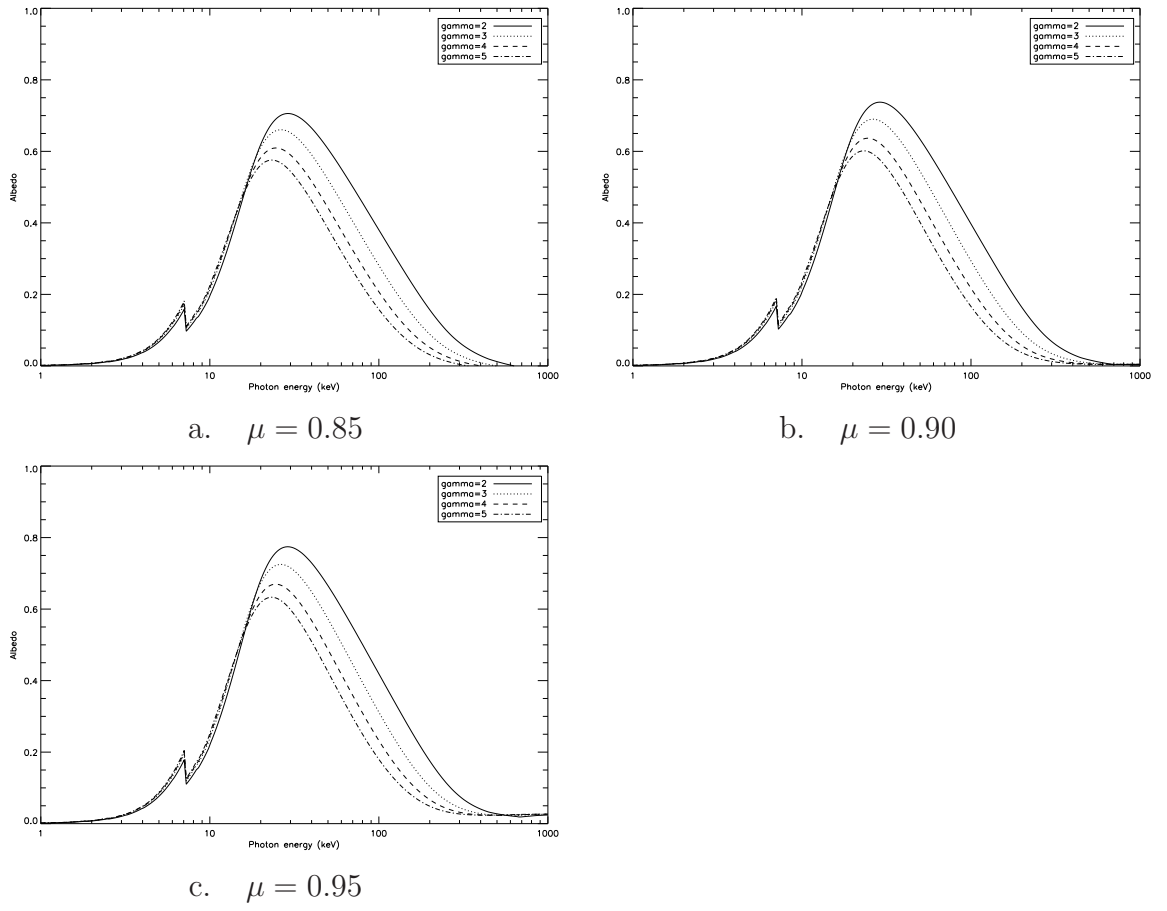 1.0
0.8
0.6
0.4
0.2
0.0
Albedo
gamma=2
gamma=3
gamma=4
gamma=5
1 10 100 1000
Photon energy (keV)
a. μ = 0.85
1.0
0.8
0.6
0.4
0.2
0.0
Albedo
gamma=2
gamma=3
gamma=4
gamma=5
1 10 100 1000
Photon energy (keV)
b. μ = 0.90
1.0
0.8
0.6
0.4
0.2
0.0
Albedo
gamma=2
gamma=3
gamma=4
gamma=5
1 10 100 1000
Photon energy (keV)
c. μ = 0.95